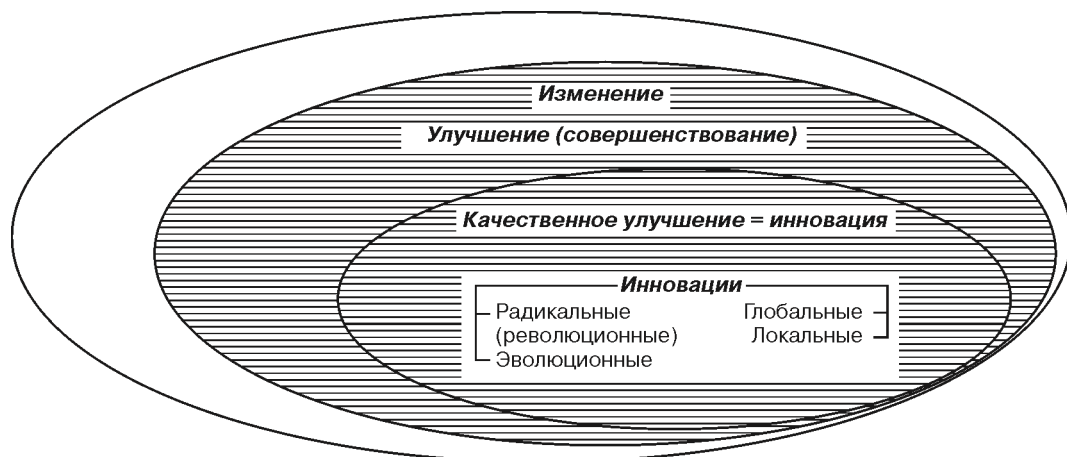 Изменение
Улучшение (совершенствование)
Качественное улучшение = инновация
Инновации
Радикальные
(революционные)
Эволюционные
Глобальные
Локальные